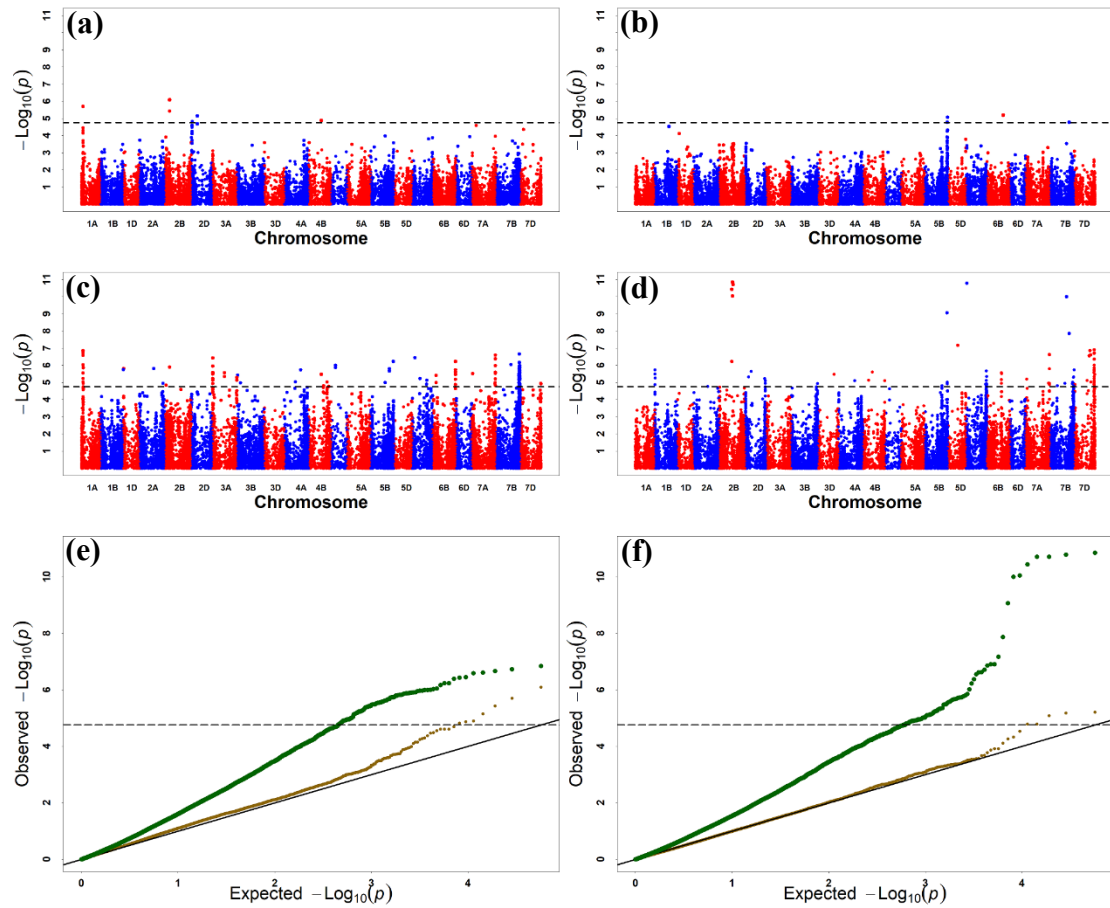 (a)
11
9
8
7
6
5
4
3
2
1
−Log10(p)
1A 1B 1D 2A 2B 2D 3A 3B 4A 4B 5A 5B 5D 6B 6D 7A 7B 7D
Chromosome
(b)
11
9
8
7
6
5
4
3
2
1
−Log10(p)
1A 1B 1D 2A 2B 2D 3A 3B 3D 4A 4B 5A 5B 5D 6B 6D 7A 7B 7D
Chromosome
(c)
11
9
8
7
6
5
4
3
2
1
−Log10(p)
1A 1B 1D 2A 2B 2D 3A 3B 4A 4B 5A 5B 5D 6B 6D 7A 7B 7D
Chromosome
(d)
11
9
8
7
6
5
4
3
2
1
−Log10(p)
1A 1B 1D 2A 2B 2D 3A 3B 3D 4A 4B 5A 5B 5D 6B 6D 7A 7B 7D
Chromosome
(e)
10
8
6
4
2
0
Observed −Log10(p)
0 1 2 3 4
Expected −Log10(p)
(f)
10
8
6
4
2
0
Observed −Log10(p)
0 1 2 3 4
Expected −Log10(p)